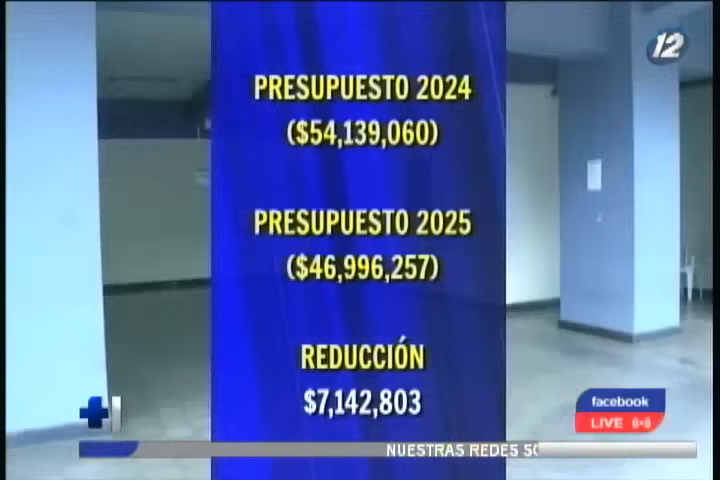 12
PRESUPUESTO 2024
($54,139,060)
PRESUPUESTO 2025
($46,996,257)
REDUCCIÓN
$7,142,803
facebook
LIVE
NUESTRAS REDES